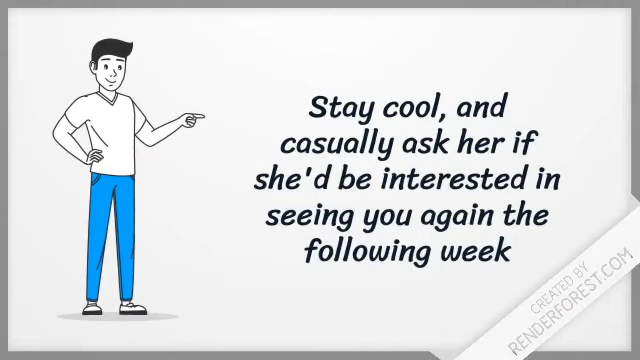 Stay cool, and
casually ask her if
she'd be interested in
seeing you again the
following week
CREATED BY
RENDERFOREST.COM